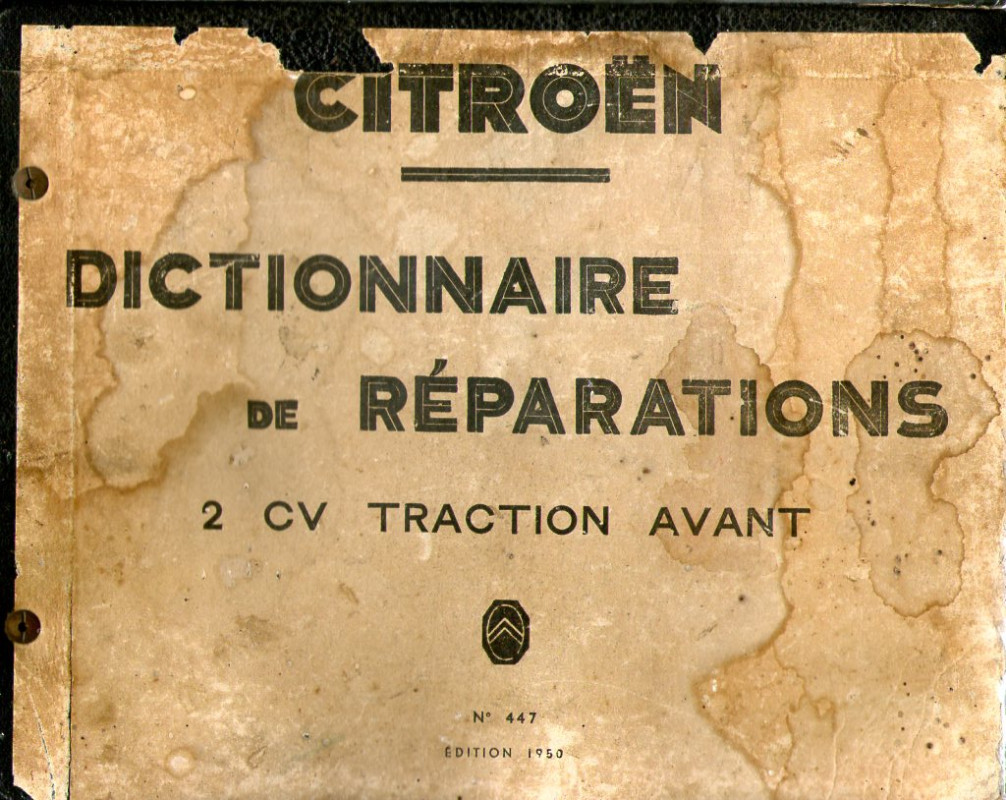 CITROËN
DICTIONNAIRE
DE RÉPARATIONS
2 CV TRACTION AVANT
N° 447
ÉDITION 1950